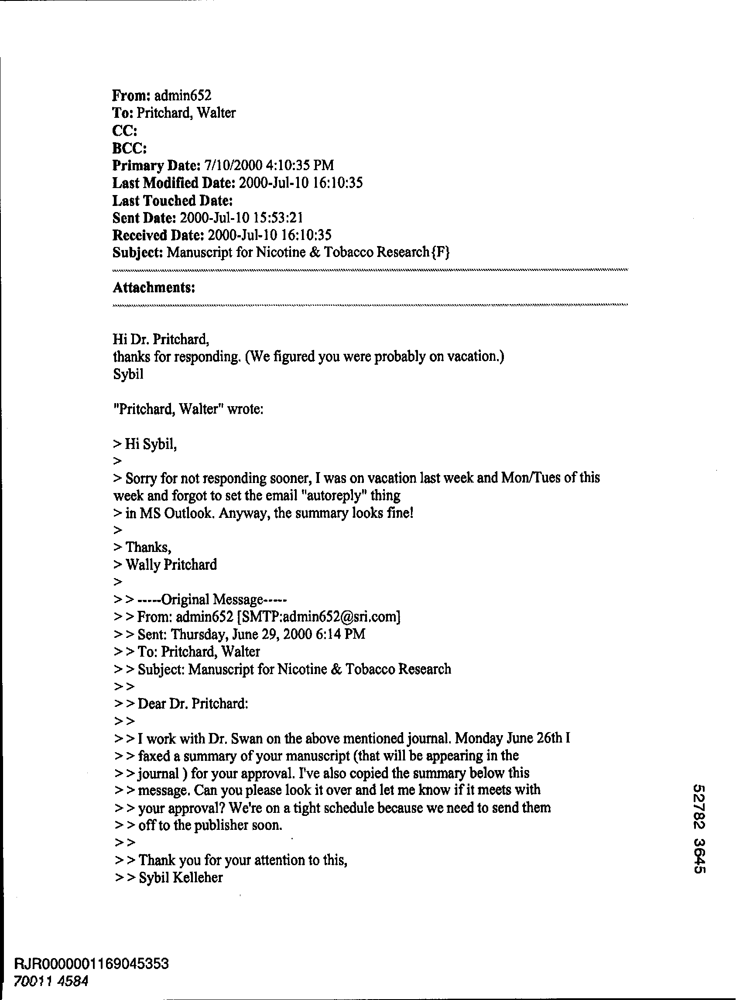 From: admin652
To: Pritchard, Walter
CC:
BCC:
Primary Date: 7/10/2000 4:10:35 PM
Last Modified Date: 2000-Jul-10 16:10:35
Last Touched Date:
Sent Date: 2000-Jul-10 15:53:21
Received Date: 2000-Jul-10 16:10:35
Subject: Manuscript for Nicotine & Tobacco Research{F}
Attachments:
Hi Dr. Pritchard,
thanks for responding. (We figured you were probably on vacation.)
Sybil
"Pritchard, Walter" wrote:
> Hi Sybil,
>
> Sorry for not responding sooner, I was on vacation last week and Mon/Tues of this
week and forgot to set the email "autoreply" thing
> in MS Outlook. Anyway, the summary looks fine!
>
> Thanks,
> Wally Pritchard
>
> > -----Original Message-----
> > From: admin652 [SMTP:admin652@sri.com]
> > Sent: Thursday, June 29, 2000 6:14 PM
> > To: Pritchard, Walter
> > Subject: Manuscript for Nicotine & Tobacco Research
> >
> > Dear Dr. Pritchard:
> >
> > I work with Dr. Swan on the above mentioned journal. Monday June 26th I
> > faxed a summary of your manuscript (that will be appearing in the
> > journal ) for your approval. I've also copied the summary below this
> > message. Can you please look it over and let me know if it meets with
> > your approval? We're on a tight schedule because we need to send them
> > off to the publisher soon.
> >
> > Thank you for your attention to this,
> > Sybil Kelleher
52782 3645
RJR0000001169045353
70011 4584